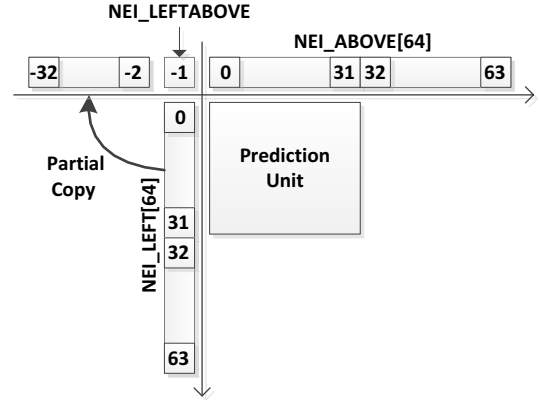 NEI_LEFTABOVE
NEI_ABOVE[64]
-32 -2 -1 0 31 32 63
0
Partial
Copy
Prediction
Unit
NEI_LEFT[64]
31
32
63